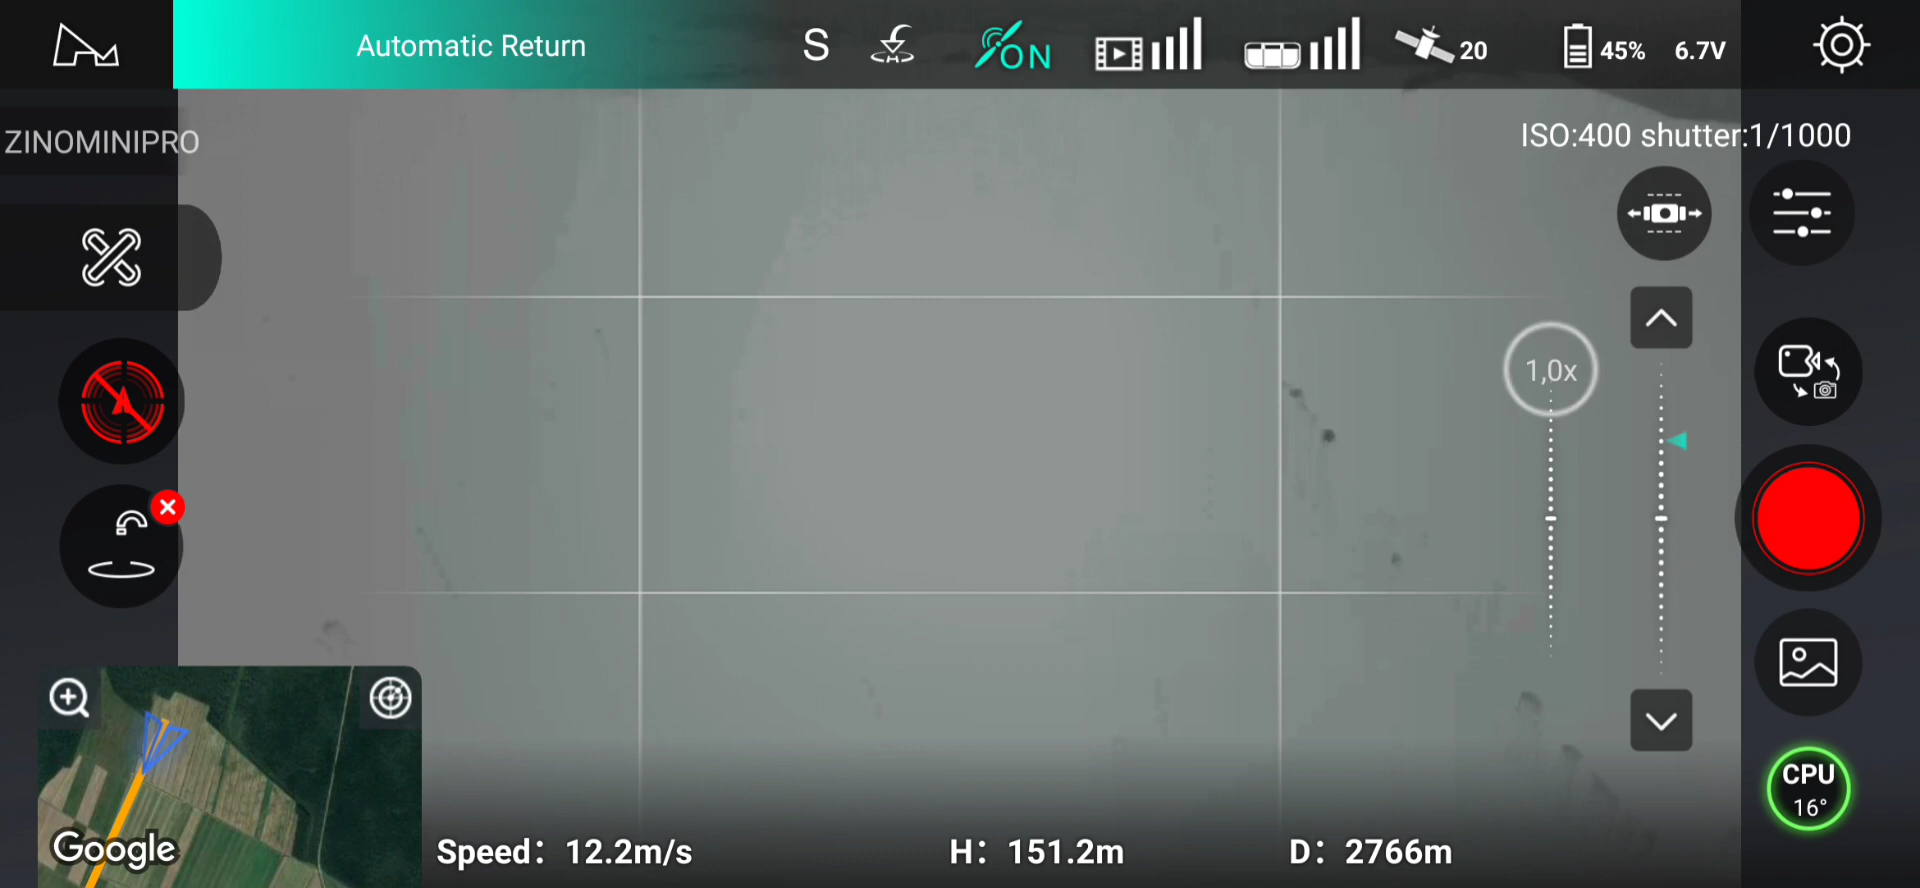 Automatic Return
S
ON
20
45%
6.7V
ZINOMINIPRO
ISO:400 shutter:1/1000
1,0x
CPU
16°
Google
Speed: 12.2m/s
H: 151.2m
D: 2766m